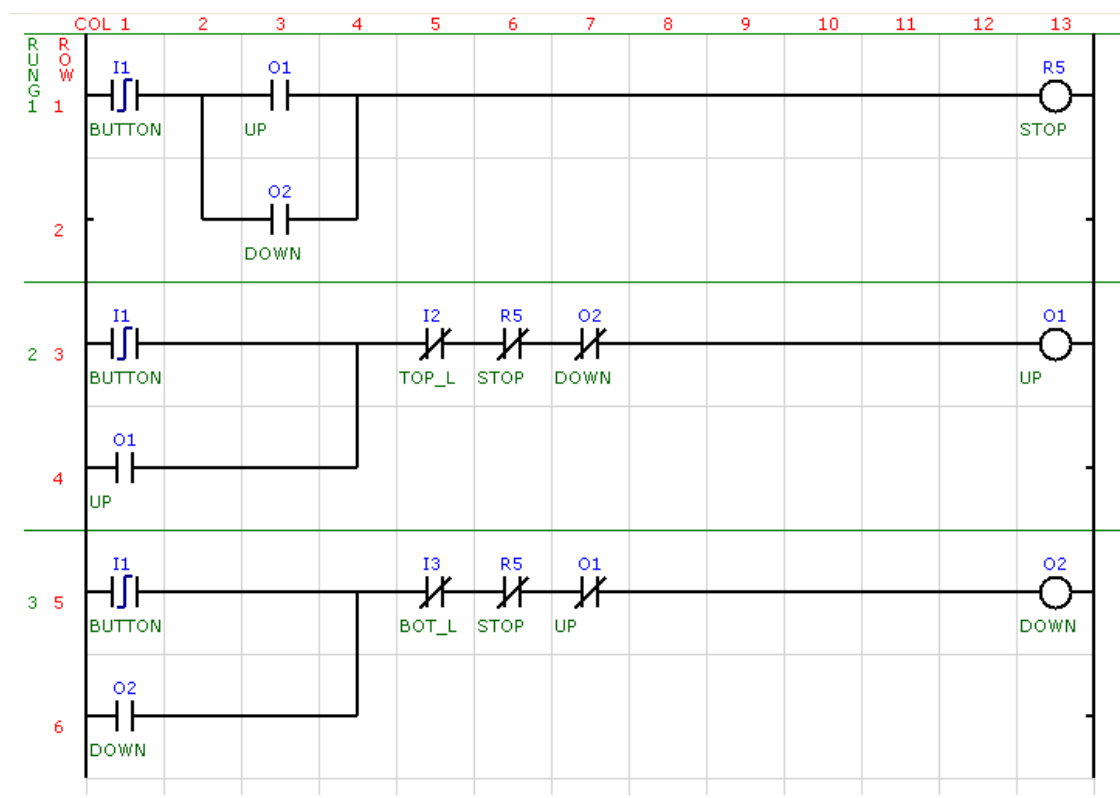 COL 1 2 3 4 5 6 7 8 9 10 11 12 13
RUNG ROW
I1 O1 R5
1 1
BUTTON UP STOP
O2
2
DOWN
I1 I2 R5 O2 O1
2 3
BUTTON TOP_L STOP DOWN UP
O1
4
UP
I1 I3 R5 O1 O2
3 5
BUTTON BOT_L STOP UP DOWN
O2
6
DOWN